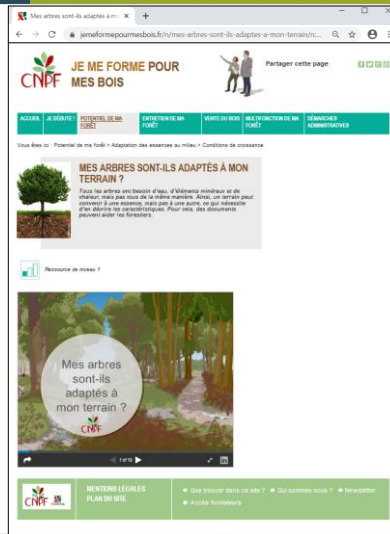 Mes arbres sont-ils adaptés à m
jemeformepourmesbois.fr/n/mes-arbres-sont-ils-adaptes-a-mon-terrain/n:...
CNPF
JE ME FORME POUR
MES BOIS
Partager cette page
ACCUEIL
JE DÉBUTE !
POTENTIEL DE MA
FORÊT
ENTRETIEN DE MA
FORÊT
VENTE DU BOIS
MULTIFONCTION DE MA
FORÊT
DÉMARCHES
ADMINISTRATIVES
Vous êtes ici : Potentiel de ma forêt > Adaptation des essences au milieu > Conditions de croissance
MES ARBRES SONT-ILS ADAPTÉS À MON
TERRAIN ?
Tous les arbres ont besoin d'eau, d'éléments minéraux et de
chaleur, mais pas tous de la même manière. Ainsi, un terrain peut
convenir à une essence, mais pas à une autre, ce qui nécessite
d'en décrire les caractéristiques. Pour cela, des documents
peuvent aider les forestiers.
Ressource de niveau 1
Mes arbres
sont-ils
adaptés à
mon terrain ?
CNPF
CNPF
MENTIONS LÉGALES
PLAN DU SITE
Que trouver dans ce site ?
Qui sommes nous ?
Newsletter
Accès formateurs